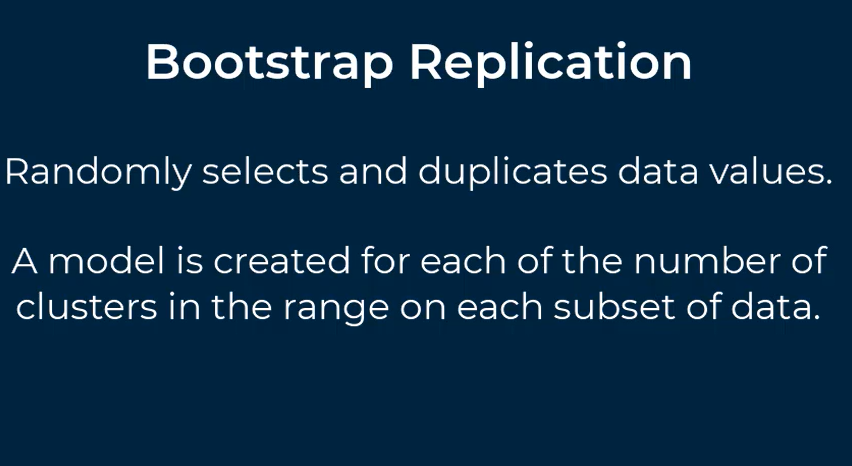 Bootstrap Replication
Randomly selects and duplicates data values.
A model is created for each of the number of
clusters in the range on each subset of data.